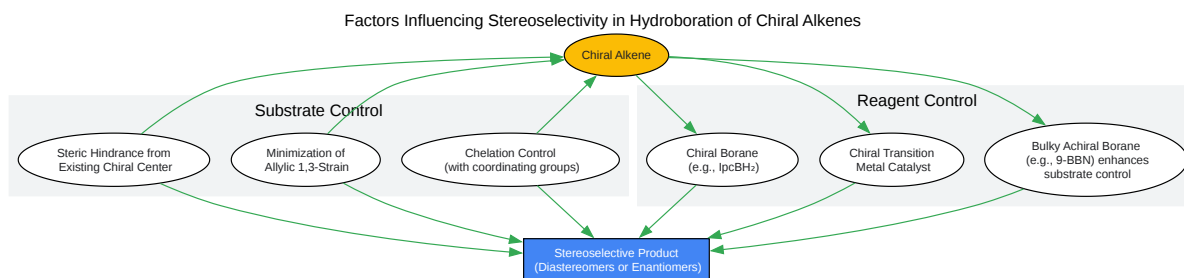 Factors Influencing Stereoselectivity in Hydroboration of Chiral Alkenes
Chiral Alkene
Substrate Control
Reagent Control
Steric Hindrance from
Existing Chiral Center
Minimization of
Allylic 1,3-Strain
Chelation Control
(with coordinating groups)
Chiral Borane
(e.g., IpcBH₂)
Chiral Transition
Metal Catalyst
Bulky Achiral Borane
(e.g., 9-BBN) enhances
substrate control
Stereoselective Product
(Diastereomers or Enantiomers)